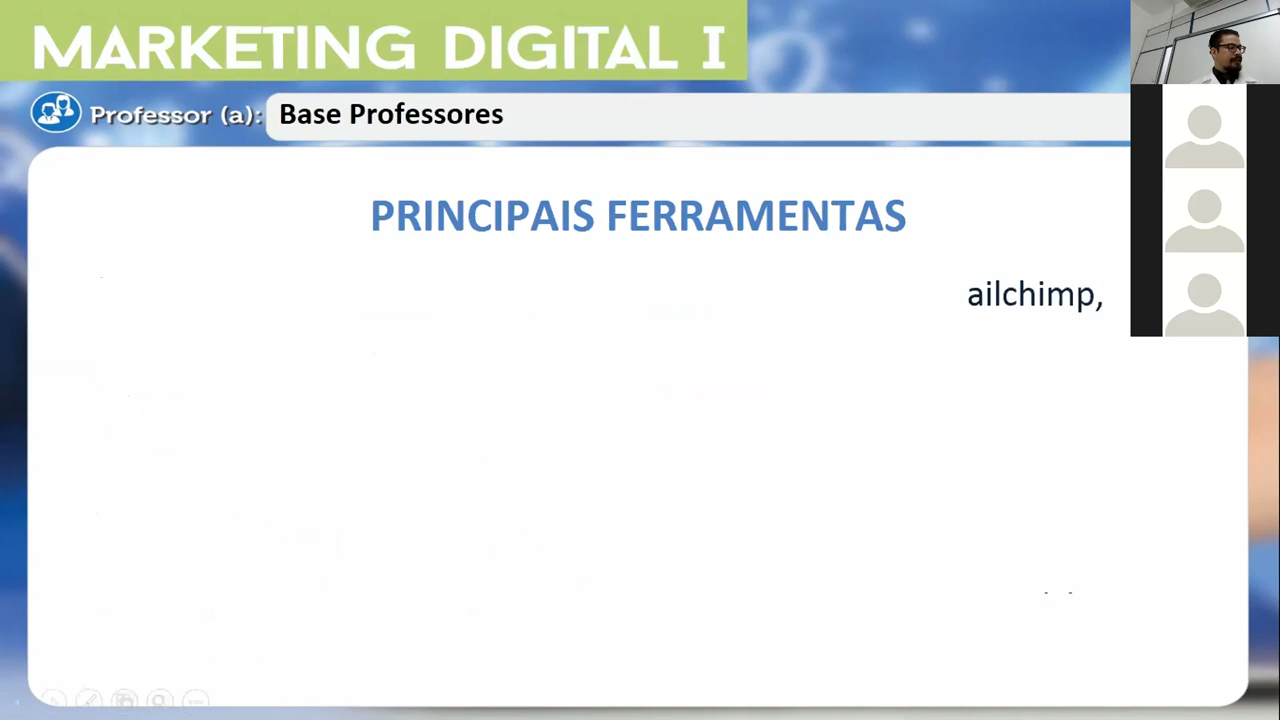 MARKETING DIGITAL I
Professor (a): Base Professores
PRINCIPAIS FERRAMENTAS
ailchimp,